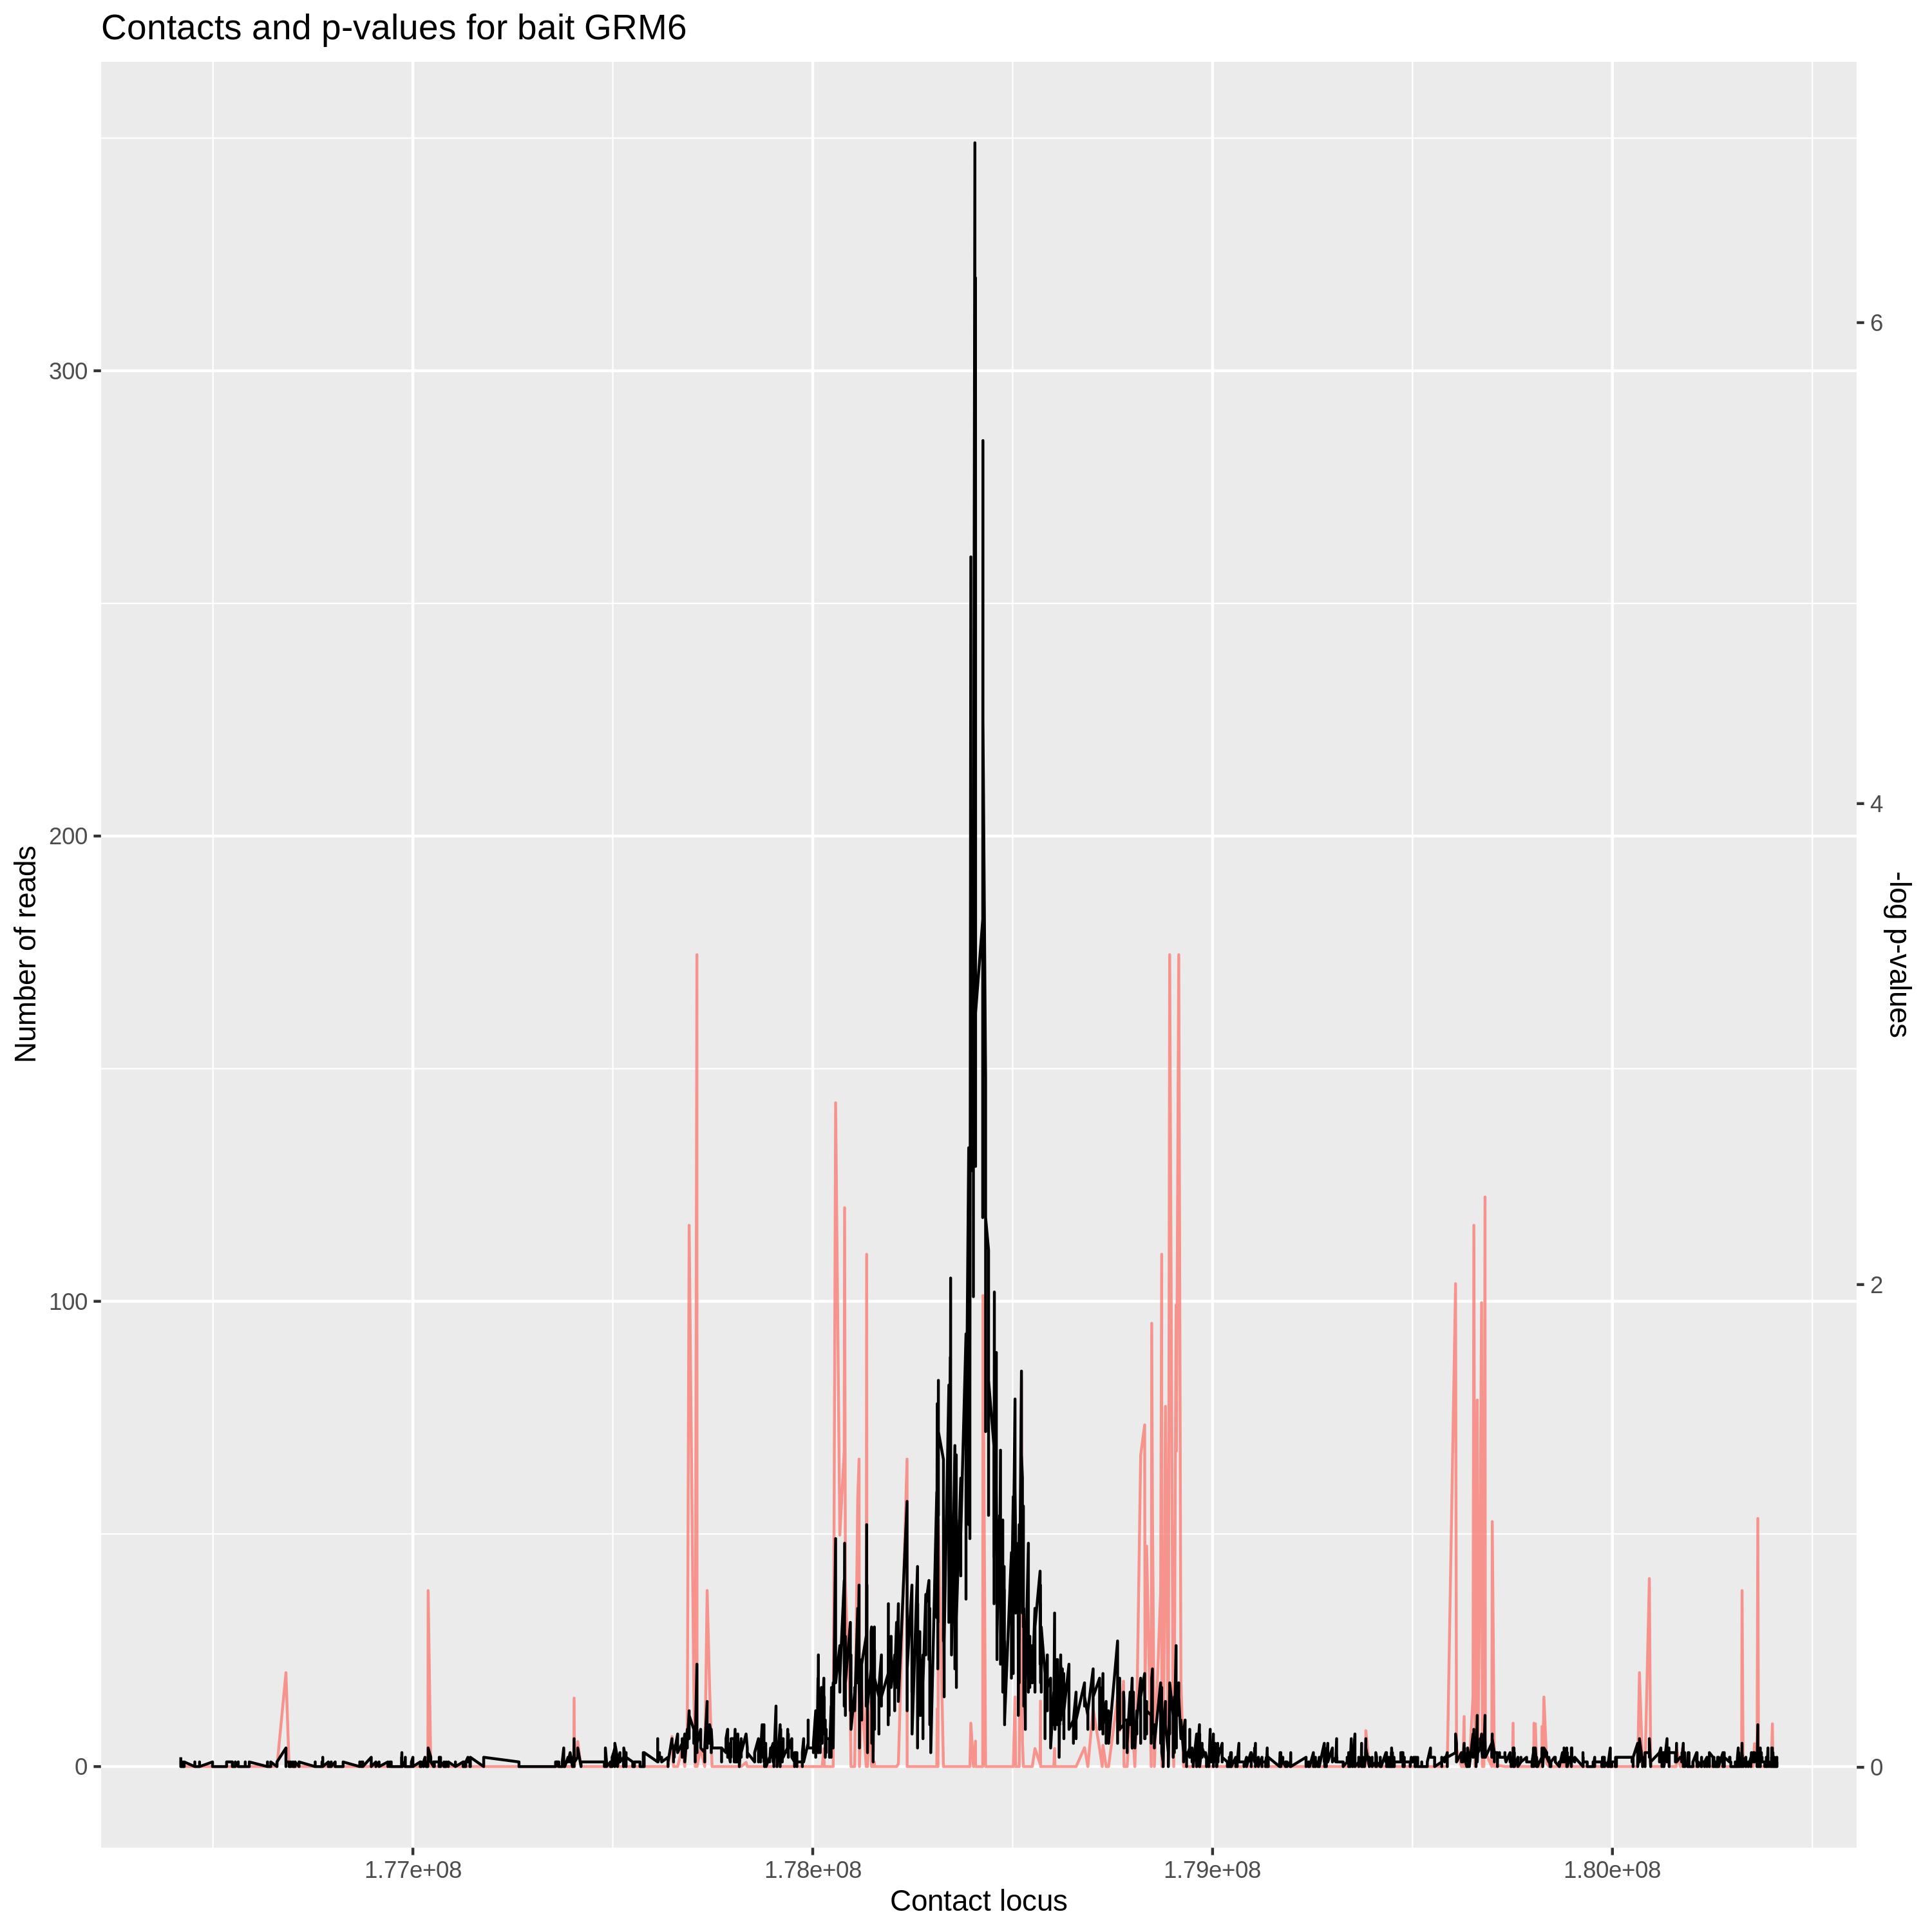 Contacts and p-values for bait GRM6
Number of reads
300
200
100
0
6
4
2
0
-log p-values
1.77e+08
1.78e+08
1.79e+08
1.80e+08
Contact locus